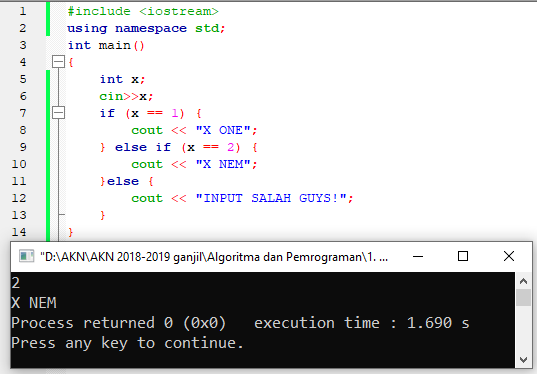 1 #include <iostream>
2 using namespace std;
3 int main()
4 {
5 int x;
6 cin>>x;
7 if (x == 1) {
8 cout << "X ONE";
9 } else if (x == 2) {
10 cout << "X NEM";
11 }else {
12 cout << "INPUT SALAH GUYS!";
13 }
14 }
"D:\AKN\AKN 2018-2019 ganjil\Algoritma dan Pemrograman\1. ...
2
X NEM
Process returned 0 (0x0) execution time : 1.690 s
Press any key to continue.